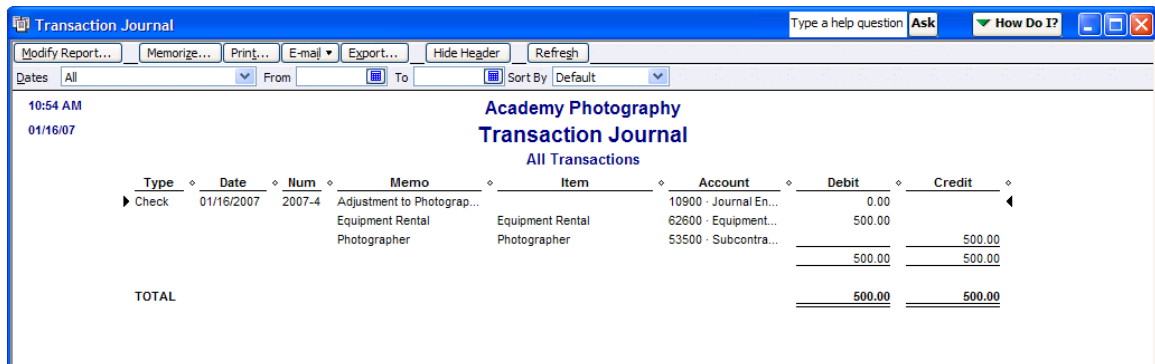 Transaction Journal Type a help question Ask How Do I?
Modify Report... Memorize... Print... E-mail Export... Hide Header Refresh
Dates All From To Sort By Default
10:54 AM Academy Photography
01/16/07 Transaction Journal
All Transactions
Type Date Num Memo Item Account Debit Credit
Check 01/16/2007 2007-4 Adjustment to Photograp... 10900 · Journal En... 0.00
Equipment Rental Equipment Rental 62600 · Equipment... 500.00
Photographer Photographer 53500 · Subcontra... 500.00
500.00 500.00
TOTAL 500.00 500.00